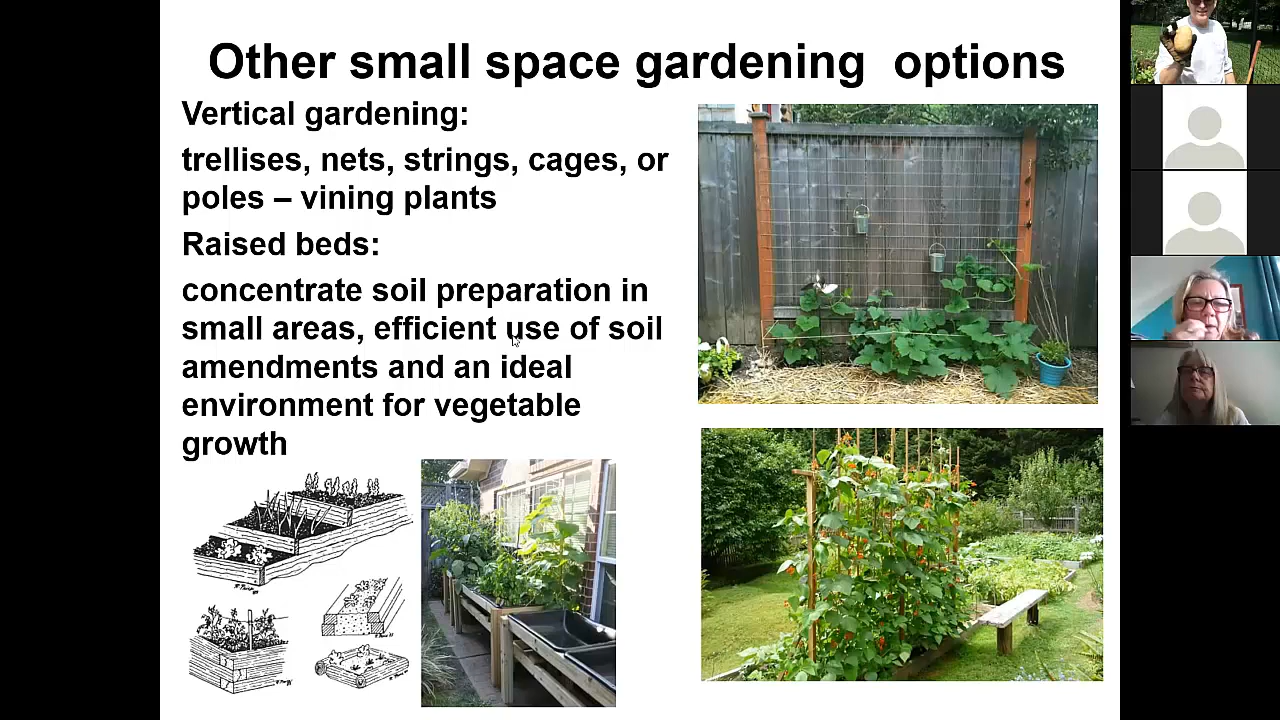 Other small space gardening  options
Vertical gardening:
trellises, nets, strings, cages, or
poles – vining plants
Raised beds:
concentrate soil preparation in
small areas, efficient use of soil
amendments and an ideal
environment for vegetable
growth